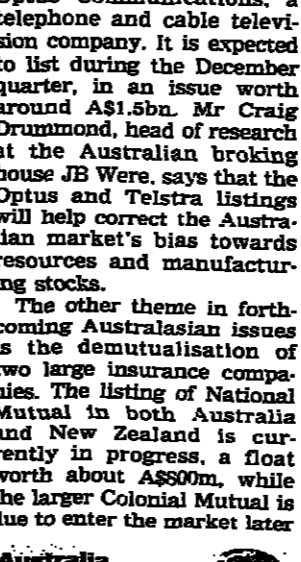 Optus Communications, a
telephone and cable televi-
sion company. It is expected
to list during the December
quarter, in an issue worth
around A$1.5bn. Mr Craig
Drummond, head of research
at the Australian broking
house JB Were, says that the
Optus and Telstra listings
will help correct the Austra-
lian market's bias towards
resources and manufactur-
ing stocks.
The other theme in forth-
coming Australasian issues
is the demutualisation of
two large insurance compa-
nies. The listing of National
Mutual in both Australia
and New Zealand is cur-
rently in progress, a float
worth about A$800m, while
the larger Colonial Mutual is
due to enter the market later
Australia